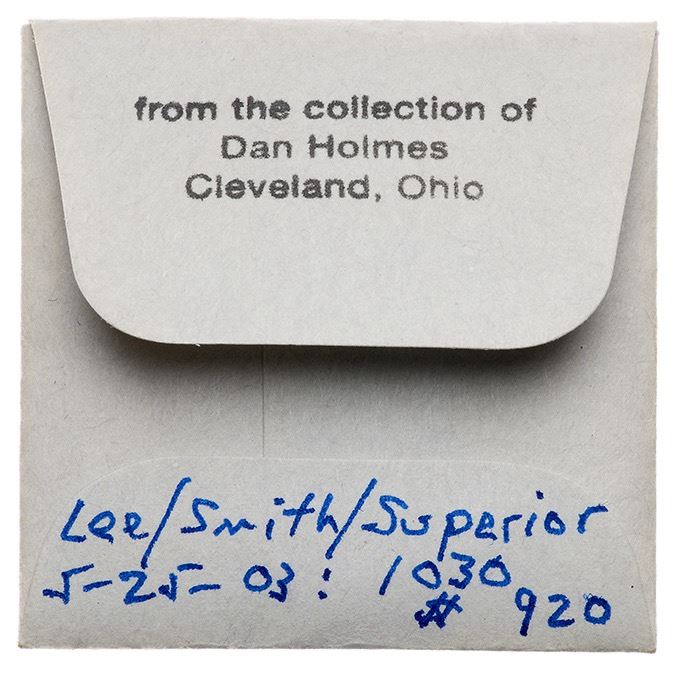 from the collection of
Dan Holmes
Cleveland, Ohio
Lee/Smith/Superior
5-25-03: 1030
# 920